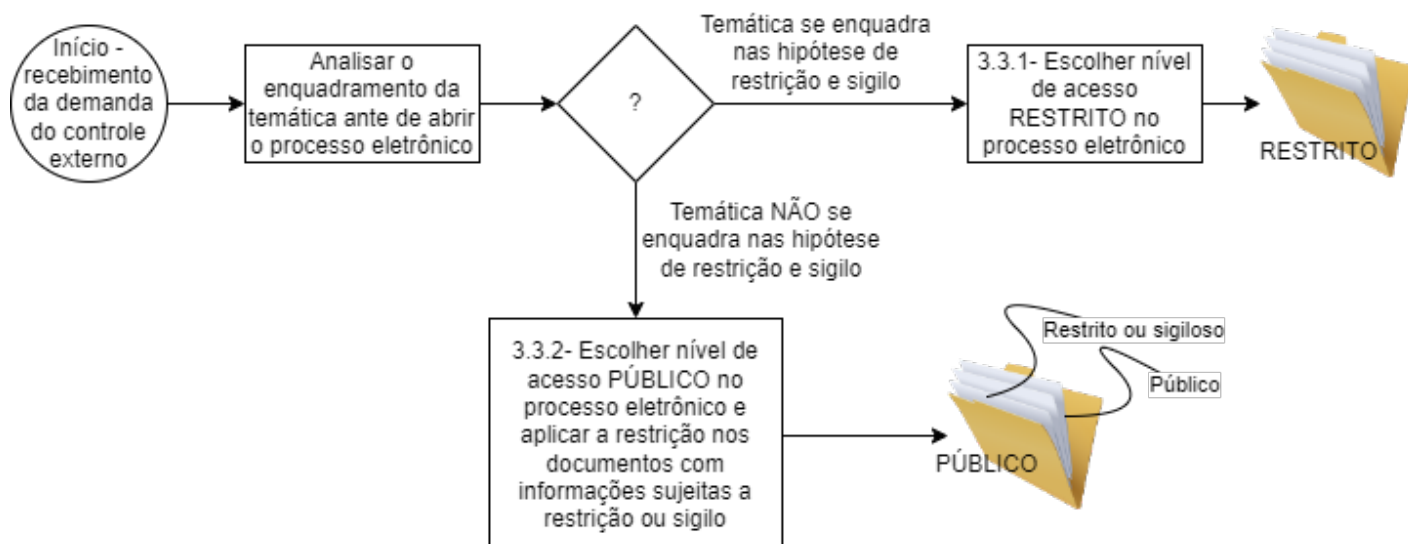 Início -
recebimento
da demanda
do controle
externo
Analisar o
enquadramento da
temática ante de abrir
o processo eletrônico
?
Temática se enquadra
nas hipótese de
restrição e sigilo
3.3.1- Escolher nível
de acesso
RESTRITO no
processo eletrônico
RESTRITO
Temática NÃO se
enquadra nas hipótese
de restrição e sigilo
3.3.2- Escolher nível de
acesso PÚBLICO no
processo eletrônico e
aplicar a restrição nos
documentos com
informações sujeitas a
restrição ou sigilo
Restrito ou sigiloso
Público
PÚBLICO